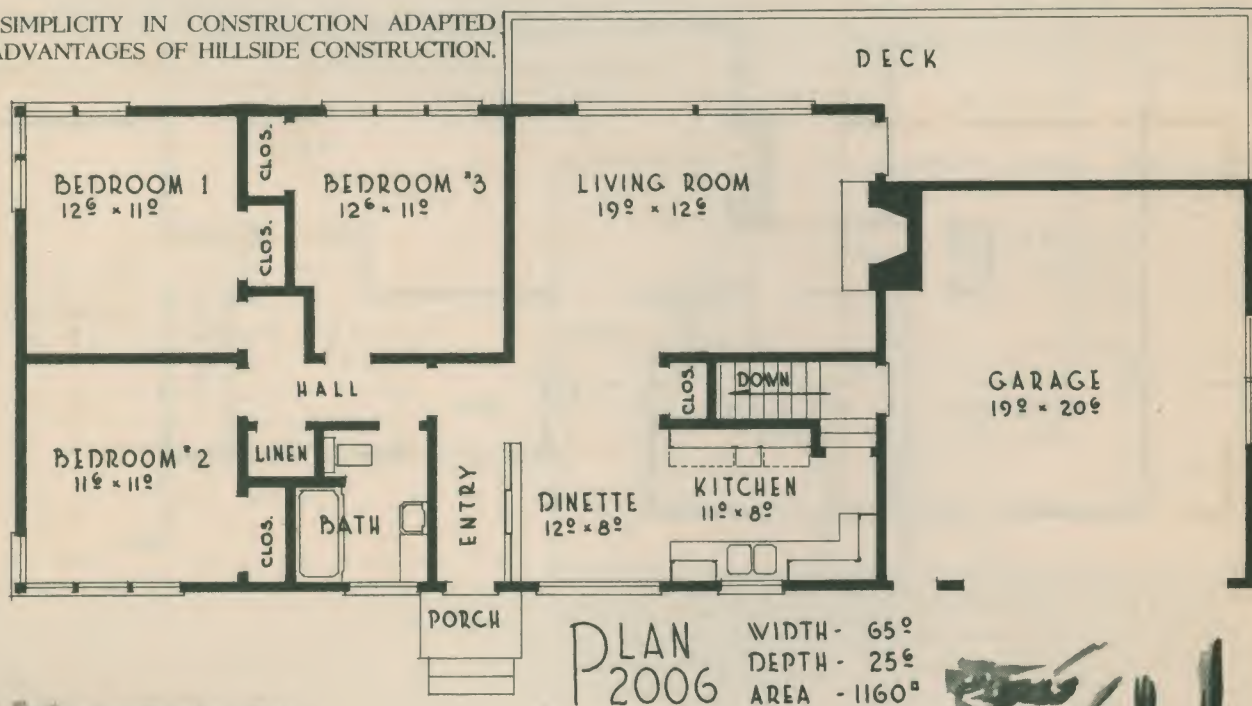 SIMPLICITY IN CONSTRUCTION ADAPTED
ADVANTAGES OF HILLSIDE CONSTRUCTION.
DECK
BEDROOM 1
12⁶ × 11⁰
CLOS.
CLOS.
BEDROOM #3
12⁶ × 11⁰
LIVING ROOM
19⁰ × 12⁶
HALL
CLOS.
DOWN
GARAGE
19⁰ × 20⁶
BEDROOM #2
11⁶ × 11⁰
LINEN
CLOS.
BATH
ENTRY
DINETTE
12⁰ × 8⁰
KITCHEN
11⁰ × 8⁰
PORCH
PLAN
2006
WIDTH - 65⁰
DEPTH - 25⁶
AREA - 1160□